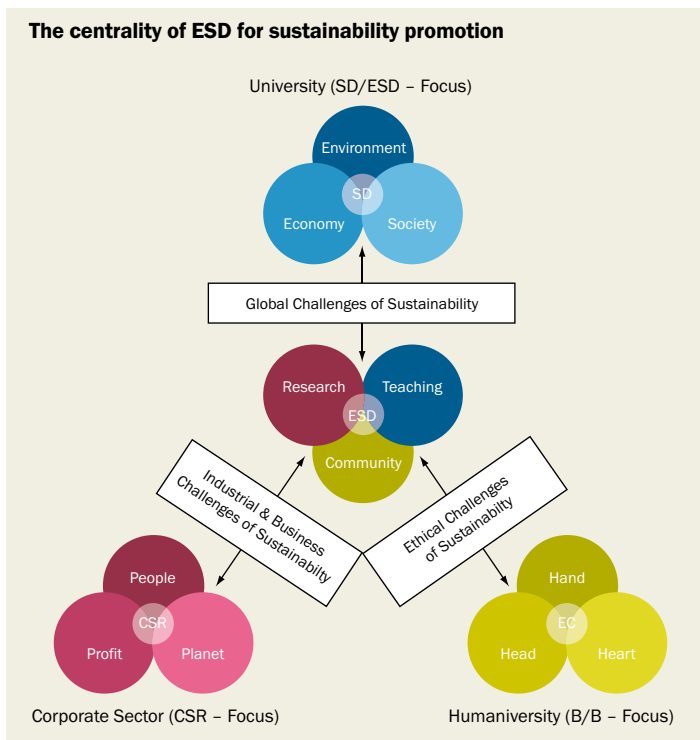 The centrality of ESD for sustainability promotion
University (SD/ESD – Focus)
Environment
SD
Economy
Society
Global Challenges of Sustainability
Research
Teaching
ESD
Community
Industrial & Business
Challenges of Sustainabilty
Ethical Challenges
of Sustainabilty
People
CSR
Profit
Planet
Hand
EC
Head
Heart
Corporate Sector (CSR – Focus)
Humaniversity (B/B – Focus)